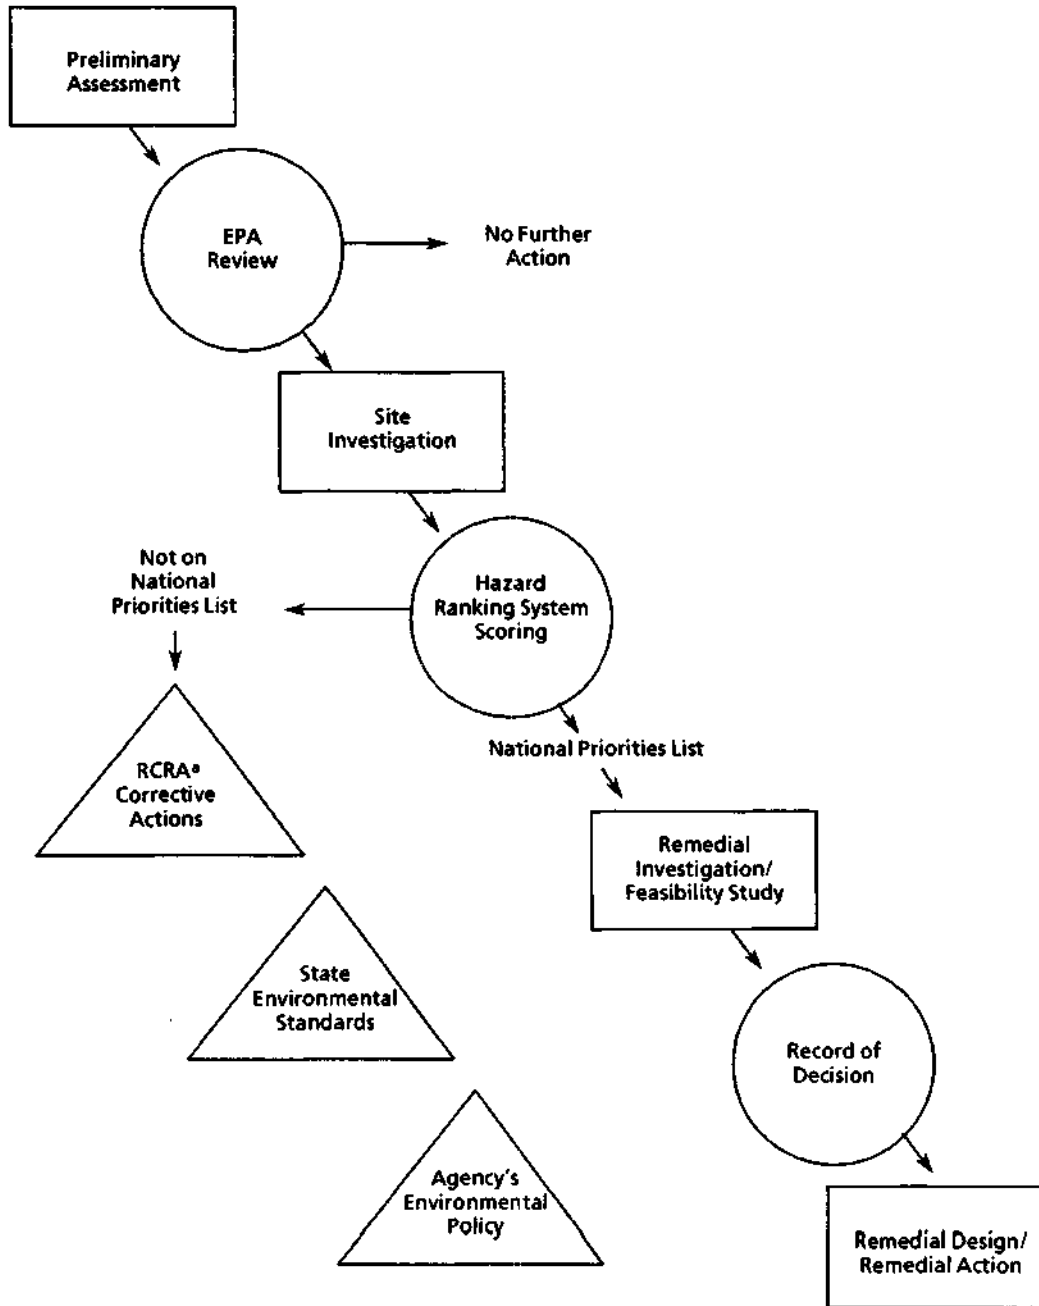 Preliminary
Assessment
EPA
Review
No Further
Action
Site
Investigation
Not on
National
Priorities List
Hazard
Ranking System
Scoring
National Priorities List
RCRAª
Corrective
Actions
Remedial
Investigation/
Feasibility Study
State
Environmental
Standards
Record of
Decision
Agency's
Environmental
Policy
Remedial Design/
Remedial Action